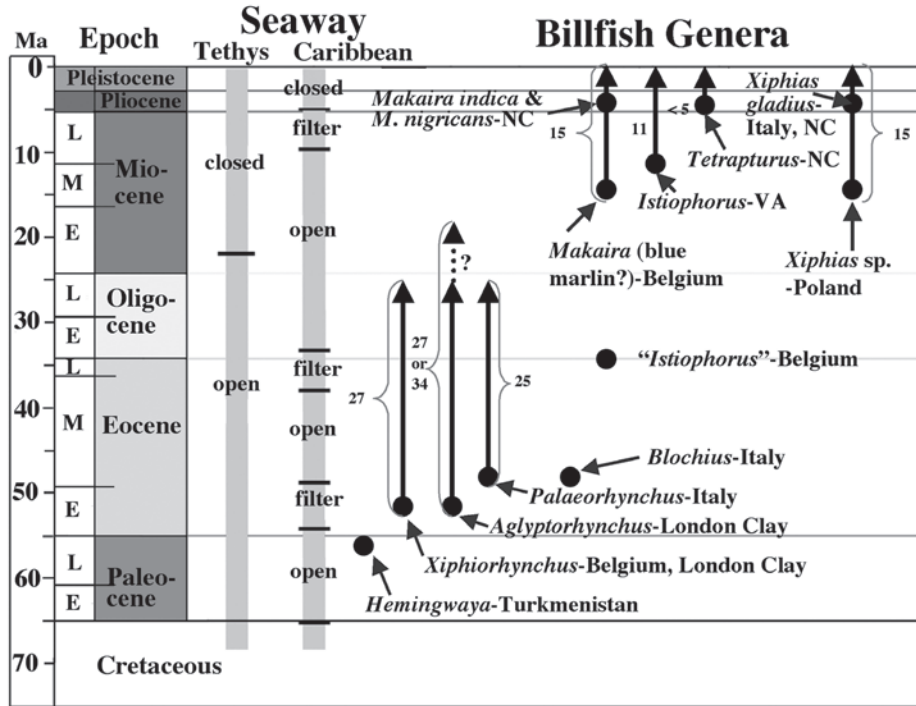 Seaway
Billfish Genera
Ma
Epoch
Tethys
Caribbean
0
10
20
30
40
50
60
70
Pleistocene
Pliocene
L
M
E
Mio-
cene
L
E
Oligo-
cene
L
M
E
Eocene
L
E
Paleo-
cene
Cretaceous
closed
open
closed
filter
open
filter
open
filter
open
Makaira indica &
M. nigricans-NC
15
11
<5
Xiphias
gladius-
Italy, NC
15
Tetrapturus-NC
Istiophorus-VA
Makaira (blue
marlin?)-Belgium
Xiphias sp.
-Poland
?
27
27
or
34
25
“Istiophorus”-Belgium
Blochius-Italy
Palaeorhynchus-Italy
Aglyptorhynchus-London Clay
Xiphiorhynchus-Belgium, London Clay
Hemingwaya-Turkmenistan